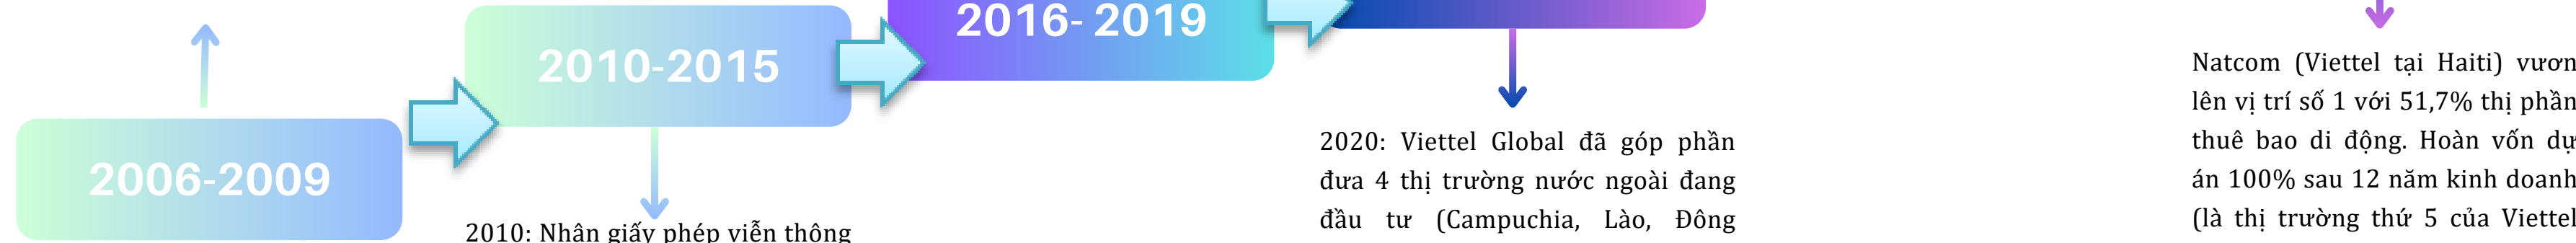 2006-2009
2010-2015
2010: Nhận giấy phép viễn thông
2016- 2019
2020: Viettel Global đã góp phần
đưa 4 thị trường nước ngoài đang
đầu tư (Campuchia, Lào, Đông
Natcom (Viettel tại Haiti) vươn
lên vị trí số 1 với 51,7% thị phần
thuê bao di động. Hoàn vốn dự
án 100% sau 12 năm kinh doanh
(là thị trường thứ 5 của Viettel